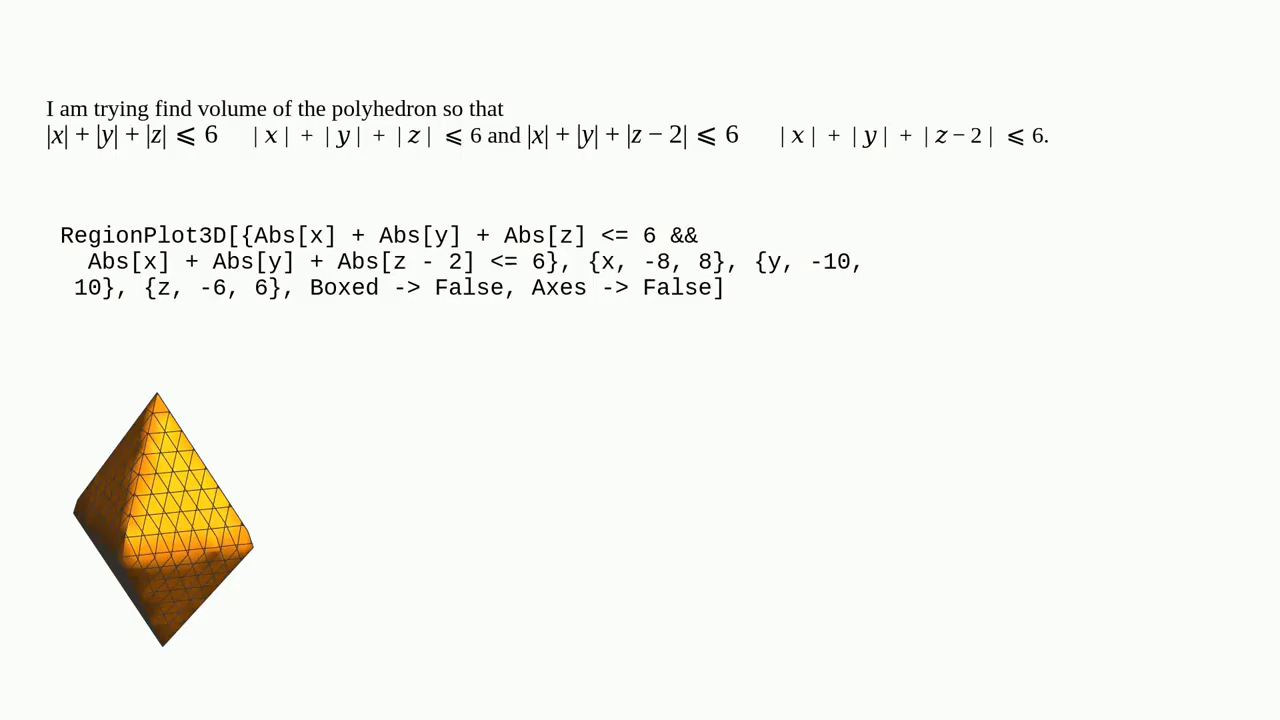 I am trying find volume of the polyhedron so that
|x| + |y| + |z| ⩽ 6 | x | + | y | + | z | ⩽ 6 and |x| + |y| + |z − 2| ⩽ 6 | x | + | y | + | z − 2 | ⩽ 6.
RegionPlot3D[{Abs[x] + Abs[y] + Abs[z] <= 6 &&
Abs[x] + Abs[y] + Abs[z - 2] <= 6}, {x, -8, 8}, {y, -10,
10}, {z, -6, 6}, Boxed -> False, Axes -> False]